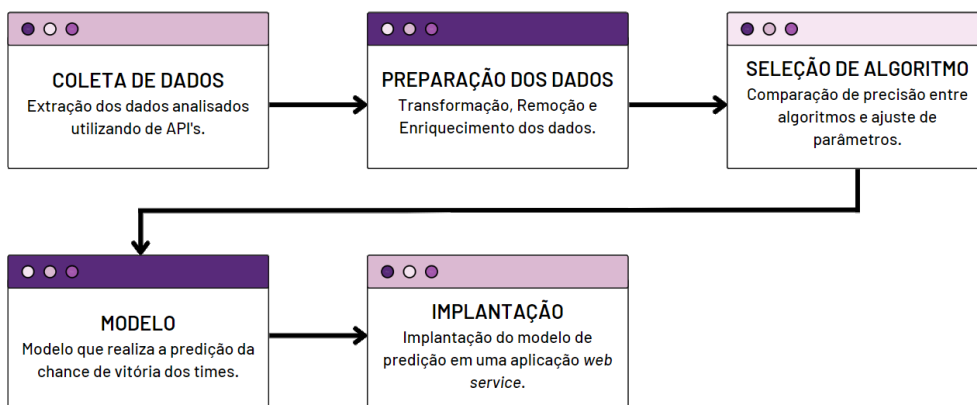 COLETA DE DADOS
Extração dos dados analisados
utilizando de API's.
PREPARAÇÃO DOS DADOS
Transformação, Remoção e
Enriquecimento dos dados.
SELEÇÃO DE ALGORITMO
Comparação de precisão entre
algoritmos e ajuste de
parâmetros.
MODELO
Modelo que realiza a predição da
chance de vitória dos times.
IMPLANTAÇÃO
Implantação do modelo de
predição em uma aplicação web
service.